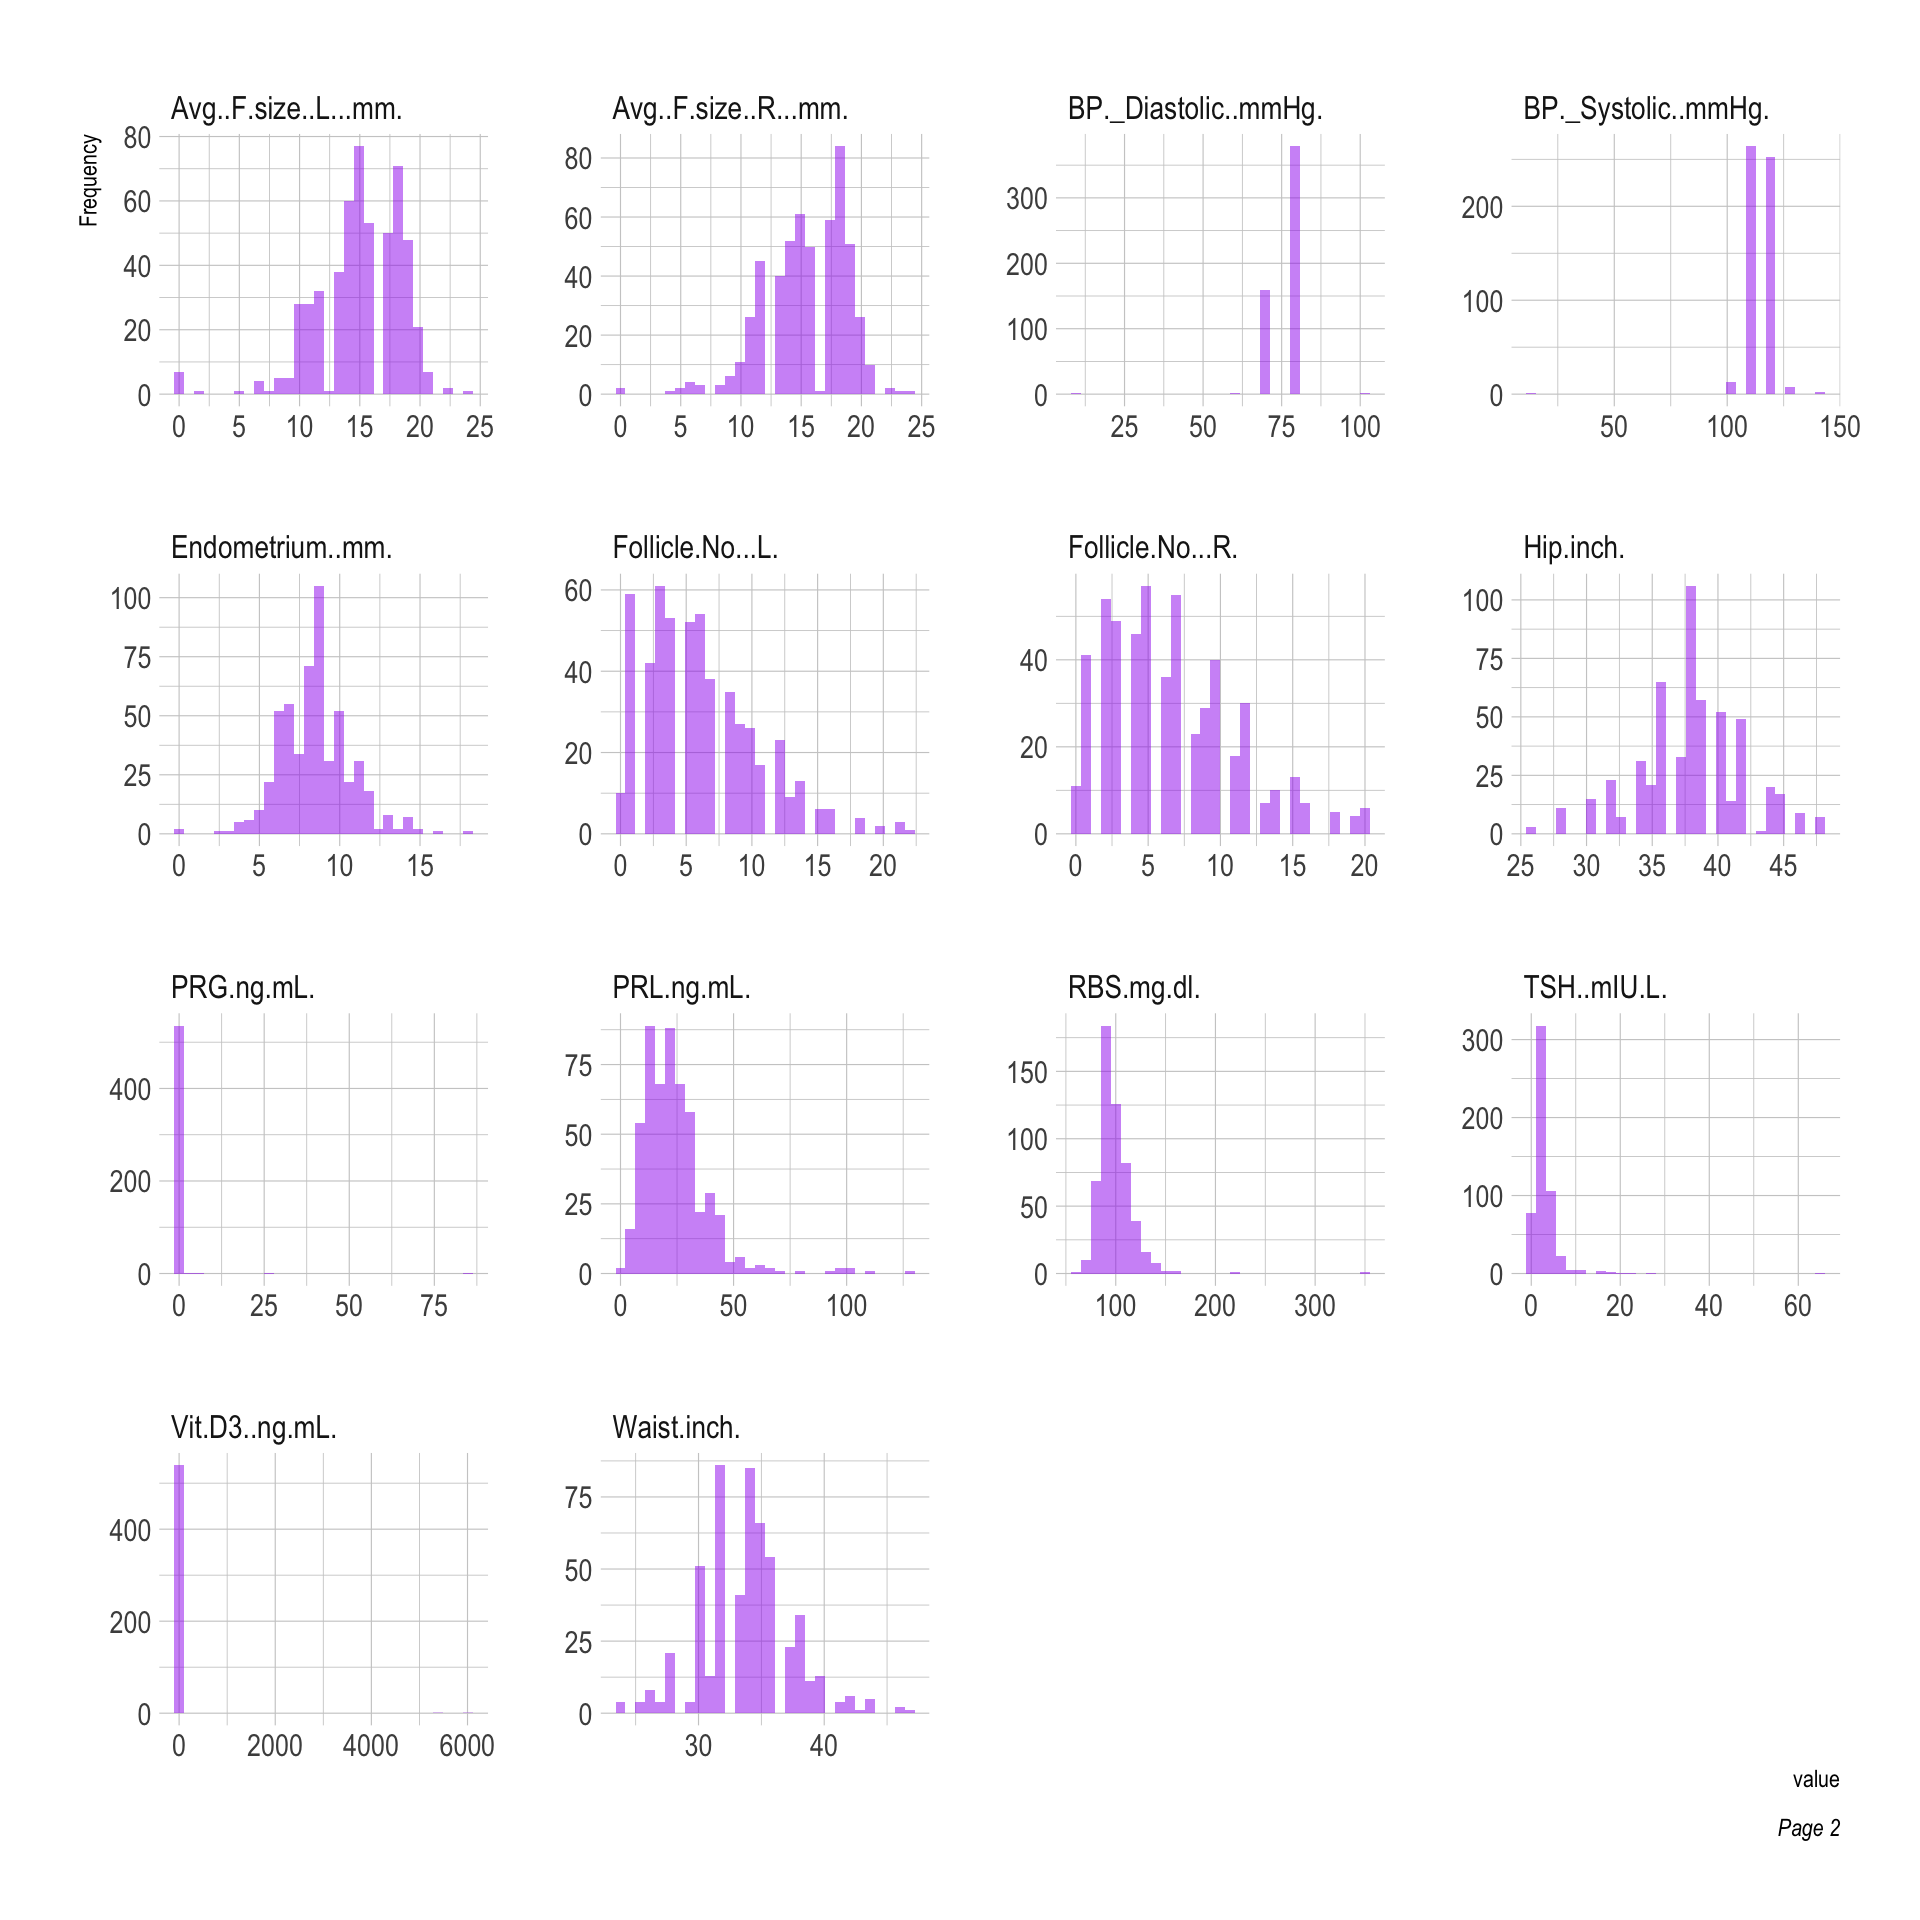 Avg..F.size..L...mm.
Avg..F.size..R...mm.
BP._Diastolic..mmHg.
BP._Systolic..mmHg.
Frequency
80
60
40
20
0
0 5 10 15 20 25
80
60
40
20
0
0 5 10 15 20 25
300
200
100
0
25 50 75 100
200
100
0
50 100 150
Endometrium..mm.
Follicle.No...L.
Follicle.No...R.
Hip.inch.
100
75
50
25
0
0 5 10 15
60
40
20
0
0 5 10 15 20
40
20
0
0 5 10 15 20
100
75
50
25
0
25 30 35 40 45
PRG.ng.mL.
PRL.ng.mL.
RBS.mg.dl.
TSH..mIU.L.
400
200
0
0 25 50 75
75
50
25
0
0 50 100
150
100
50
0
100 200 300
300
200
100
0
0 20 40 60
Vit.D3..ng.mL.
Waist.inch.
400
200
0
0 2000 4000 6000
75
50
25
0
30 40
value
Page 2